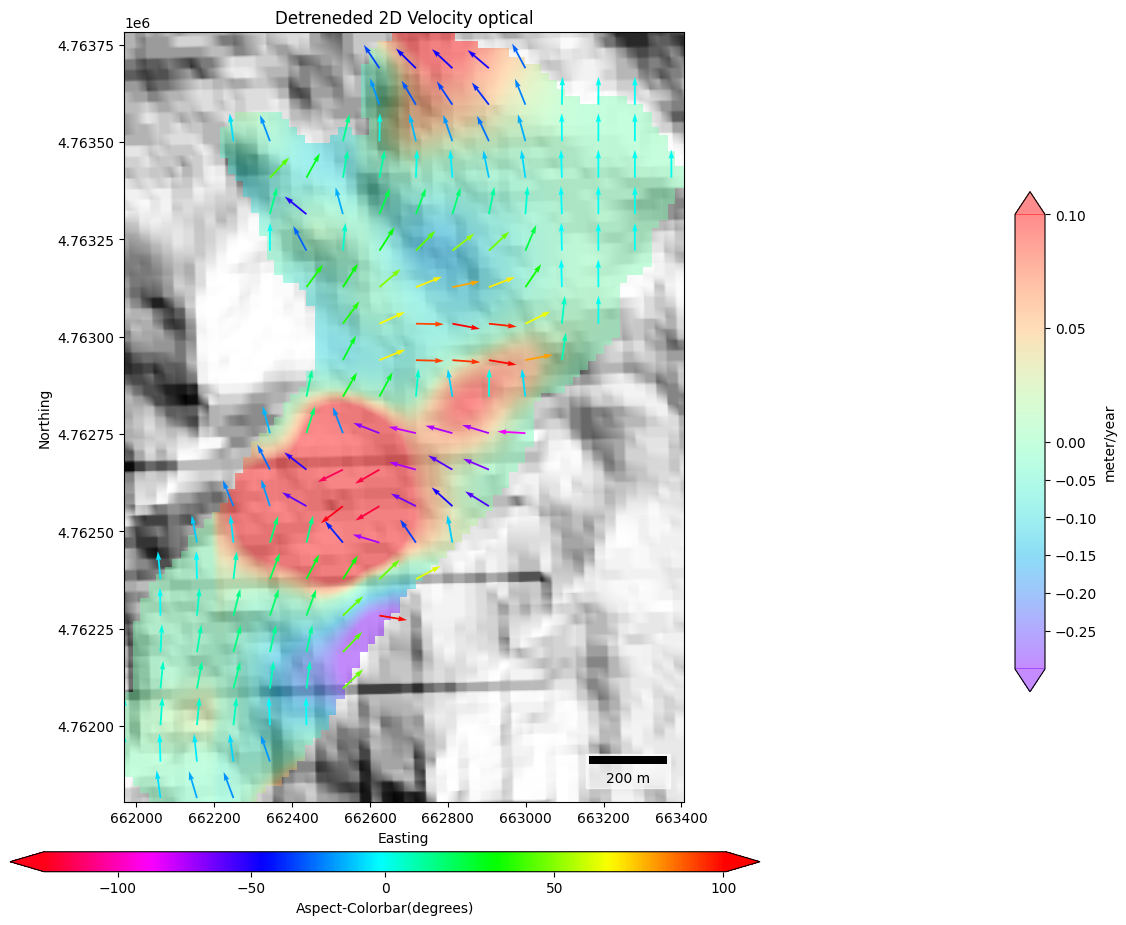 Detreneded 2D Velocity optical
1e6
4.76375
4.76350
4.76325
4.76300
4.76275
4.76250
4.76225
4.76200
Northing
662000 662200 662400 662600 662800 663000 663200 663400
Easting
200 m
0.10
0.05
0.00
−0.05
−0.10
−0.15
−0.20
−0.25
meter/year
−100 −50 0 50 100
Aspect-Colorbar(degrees)